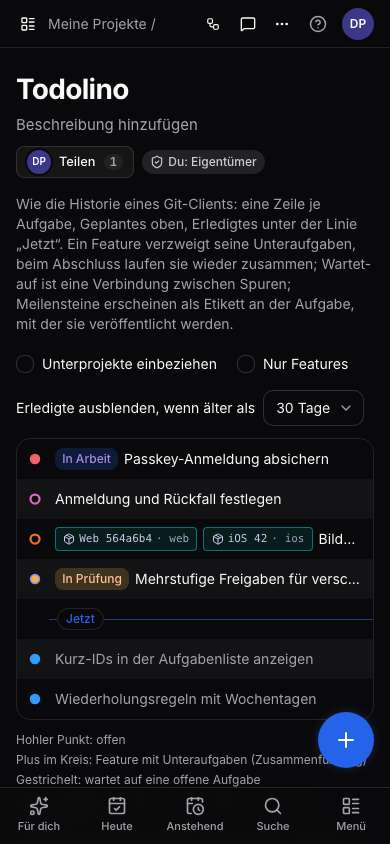 Meine Projekte /
DP
Todolino
Beschreibung hinzufügen
DP Teilen 1
Du: Eigentümer
Wie die Historie eines Git-Clients: eine Zeile je
Aufgabe, Geplantes oben, Erledigtes unter der Linie
„Jetzt“. Ein Feature verzweigt seine Unteraufgaben,
beim Abschluss laufen sie wieder zusammen; Wartet-
auf ist eine Verbindung zwischen Spuren;
Meilensteine erscheinen als Etikett an der Aufgabe,
mit der sie veröffentlicht werden.
Unterprojekte einbeziehen
Nur Features
Erledigte ausblenden, wenn älter als
30 Tage
In Arbeit Passkey-Anmeldung absichern
Anmeldung und Rückfall festlegen
Web 564a6b4 · web iOS 42 · ios Bild…
In Prüfung Mehrstufige Freigaben für versc…
Jetzt
Kurz-IDs in der Aufgabenliste anzeigen
Wiederholungsregeln mit Wochentagen
Hohler Punkt: offen
Plus im Kreis: Feature mit Unteraufgaben
Gestrichelt: wartet auf eine offene Aufgabe
Für dich
Heute
Anstehend
Suche
Menü